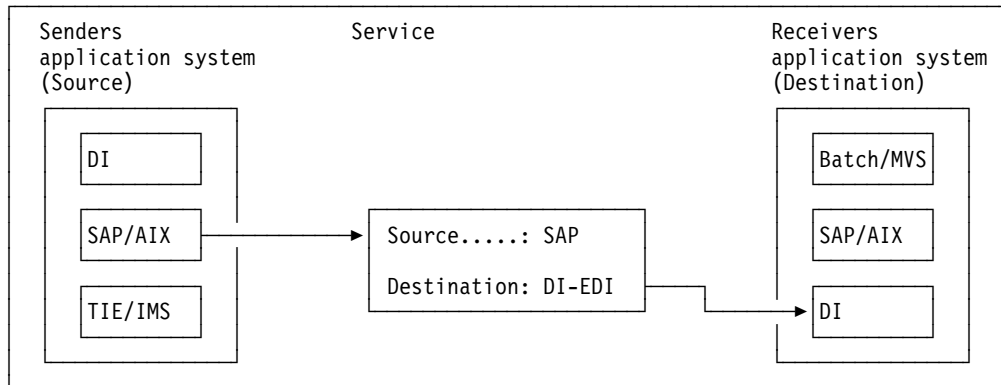 Senders
application system
(Source)
Service
Receivers
application system
(Destination)
DI
SAP/AIX
TIE/IMS
Source.....: SAP
Destination: DI-EDI
Batch/MVS
SAP/AIX
DI